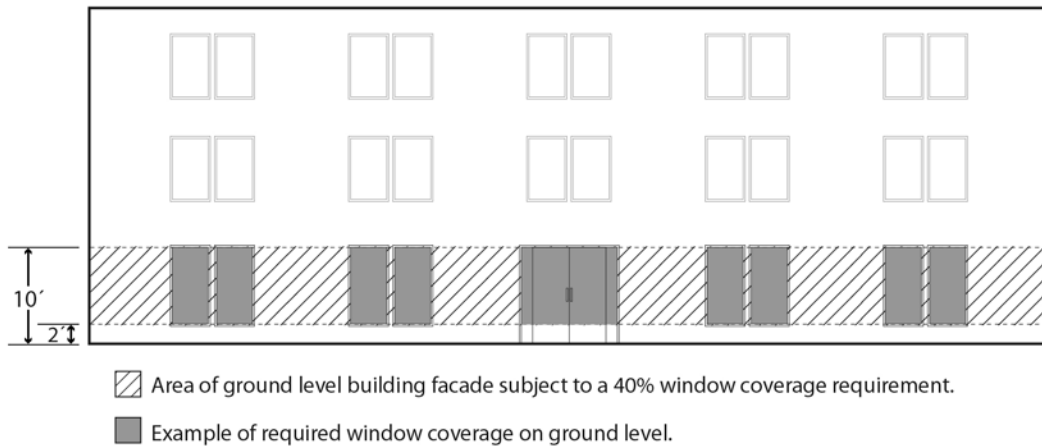 10´
2´
Area of ground level building facade subject to a 40% window coverage requirement.
Example of required window coverage on ground level.